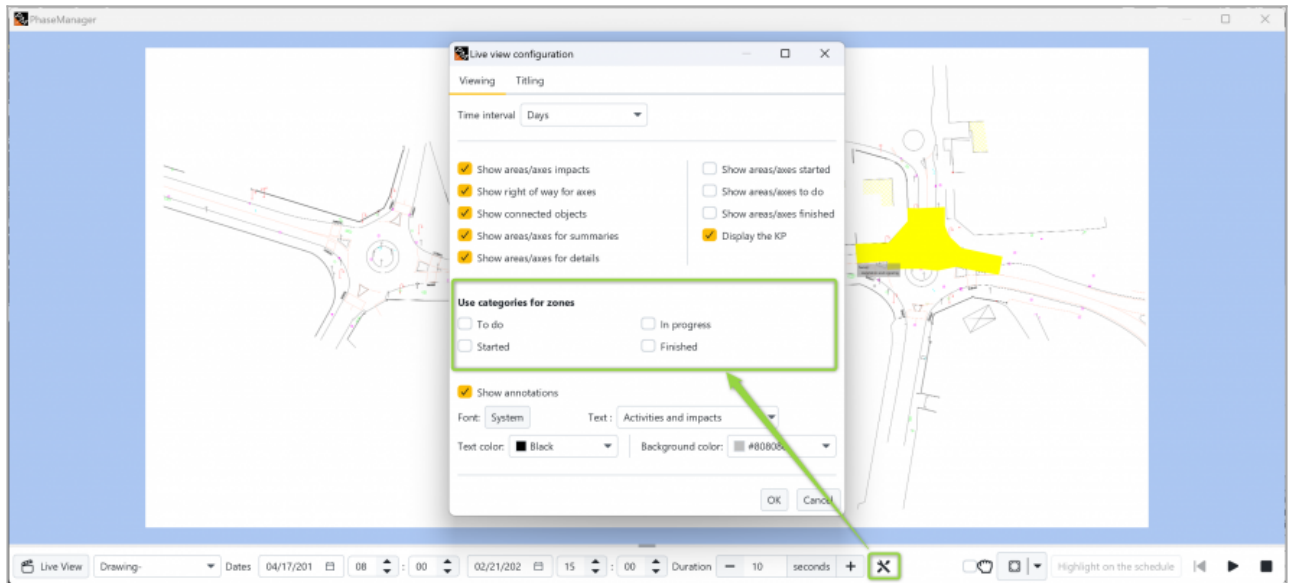 PhaseManager
Live view configuration
Viewing Titling
Time interval Days
Show areas/axes impacts
Show right of way for axes
Show connected objects
Show areas/axes for summaries
Show areas/axes for details
Show areas/axes started
Show areas/axes to do
Show areas/axes finished
Display the KP
Use categories for zones
To do In progress
Started Finished
Show annotations
Font: System Text : Activities and impacts
Text color: Black Background color: #80808
OK Cancel
Live View Drawing- Dates 04/17/201 08 : 00 02/21/202 15 : 00 Duration 10 seconds Highlight on the schedule